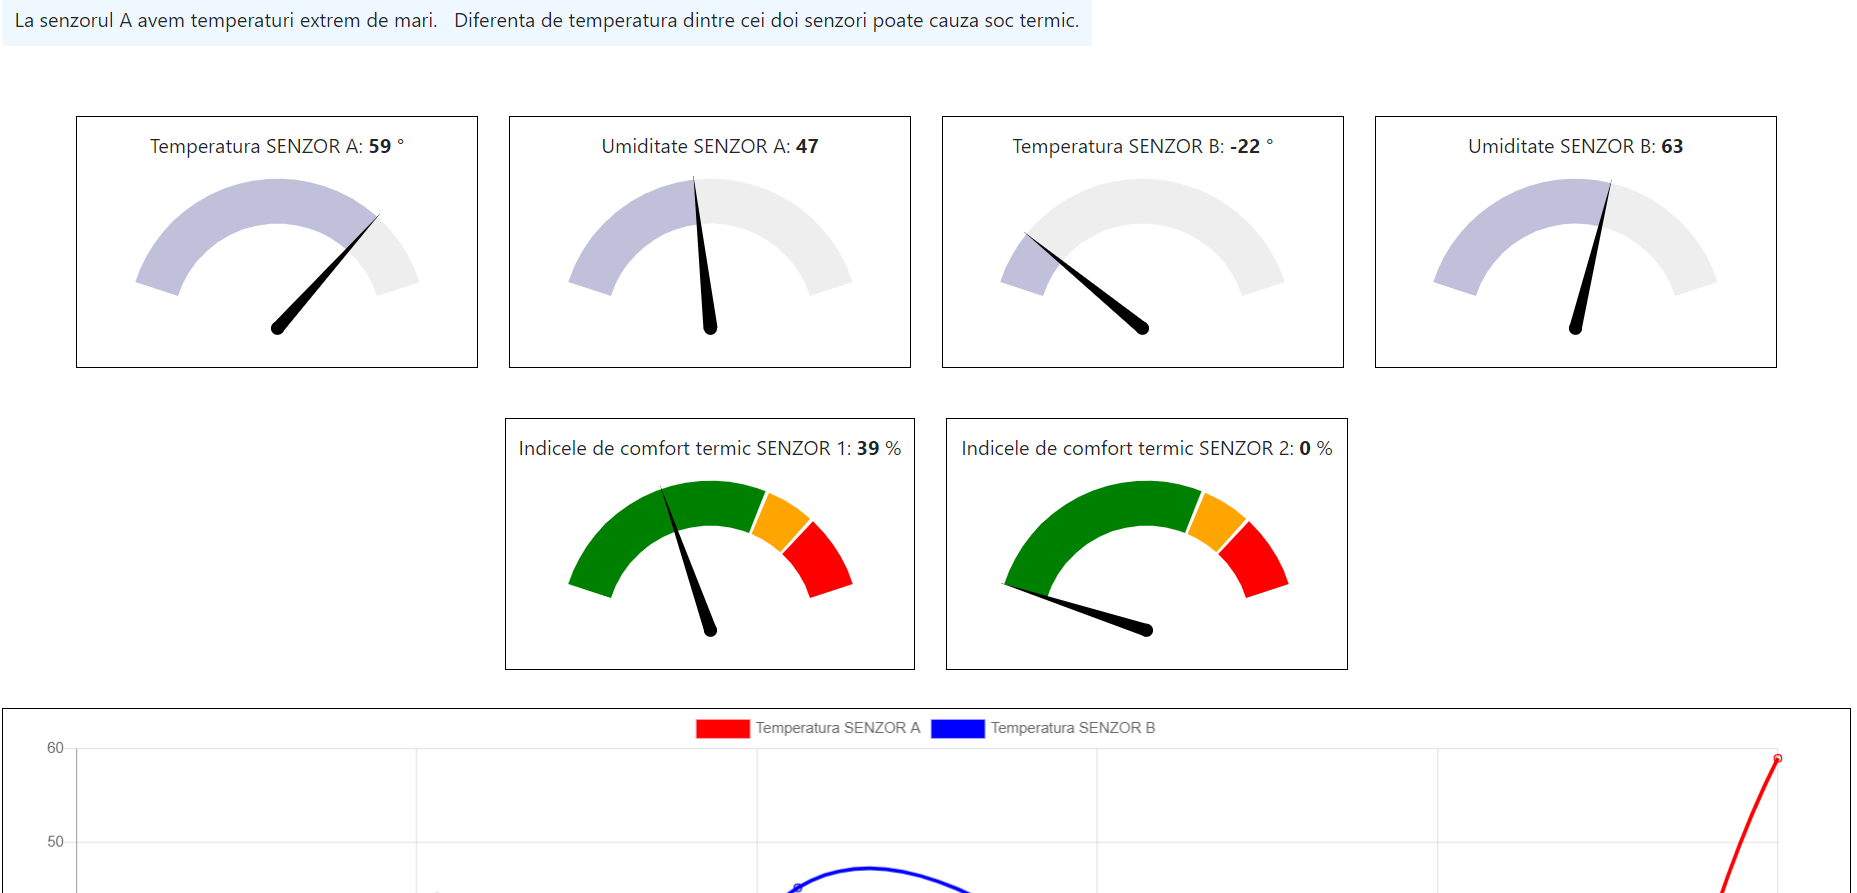 La senzorul A avem temperaturi extrem de mari.   Diferenta de temperatura dintre cei doi senzori poate cauza soc termic.
Temperatura SENZOR A: 59 °
Umiditate SENZOR A: 47
Temperatura SENZOR B: -22 °
Umiditate SENZOR B: 63
Indicele de comfort termic SENZOR 1: 39 %
Indicele de comfort termic SENZOR 2: 0 %
Temperatura SENZOR A
Temperatura SENZOR B
60
50